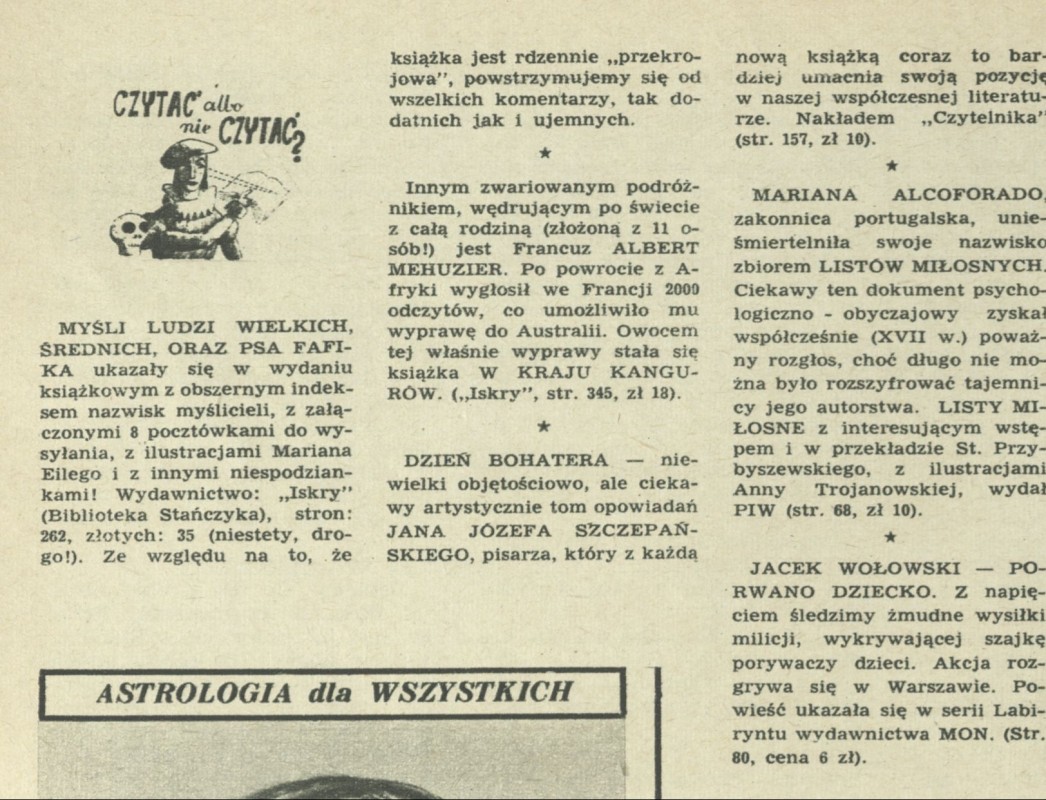 CZYTAĆ albo
nie CZYTAĆ?
MYŚLI LUDZI WIELKICH,
ŚREDNICH, ORAZ PSA FAFI-
KA ukazały się w wydaniu
książkowym z obszernym indek-
sem nazwisk myślicieli, z załą-
czonymi 8 pocztówkami do wy-
syłania, z ilustracjami Mariana
Eilego i z innymi niespodzian-
kami! Wydawnictwo: „Iskry”
(Biblioteka Stańczyka), stron:
262, złotych: 35 (niestety, dro-
go!). Ze względu na to, że
książka jest rdzennie „przekro-
jowa”, powstrzymujemy się od
wszelkich komentarzy, tak do-
datnich jak i ujemnych.
★
Innym zwariowanym podróż-
nikiem, wędrującym po świecie
z całą rodziną (złożoną z 11 o-
sób!) jest Francuz ALBERT
MEHUZIER. Po powrocie z A-
fryki wygłosił we Francji 2000
odczytów, co umożliwiło mu
wyprawę do Australii. Owocem
tej właśnie wyprawy stała się
książka W KRAJU KANGU-
RÓW. („Iskry”, str. 345, zł 18).
★
DZIEŃ BOHATERA — nie-
wielki objętościowo, ale cieka-
wy artystycznie tom opowiadań
JANA JÓZEFA SZCZEPAŃ-
SKIEGO, pisarza, który z każdą
nową książką coraz to bar-
dziej umacnia swoją pozycję
w naszej współczesnej literatu-
rze. Nakładem „Czytelnika”
(str. 157, zł 10).
★
MARIANA ALCOFORADO,
zakonnica portugalska, unie-
śmiertelniła swoje nazwisko
zbiorem LISTÓW MIŁOSNYCH.
Ciekawy ten dokument psycho-
logiczno - obyczajowy zyskał
współcześnie (XVII w.) poważ-
ny rozgłos, choć długo nie mo-
żna było rozszyfrować tajemni-
cy jego autorstwa. LISTY MI-
ŁOSNE z interesującym wstę-
pem i w przekładzie St. Przy-
byszewskiego, z ilustracjami
Anny Trojanowskiej, wydał
PIW (str. 68, zł 10).
★
JACEK WOŁOWSKI — PO-
RWANO DZIECKO. Z napię-
ciem śledzimy żmudne wysiłki
milicji, wykrywającej szajkę
porywaczy dzieci. Akcja roz-
grywa się w Warszawie. Po-
wieść ukazała się w serii Labi-
ryntu wydawnictwa MON. (Str.
80, cena 6 zł).
ASTROLOGIA dla WSZYSTKICH